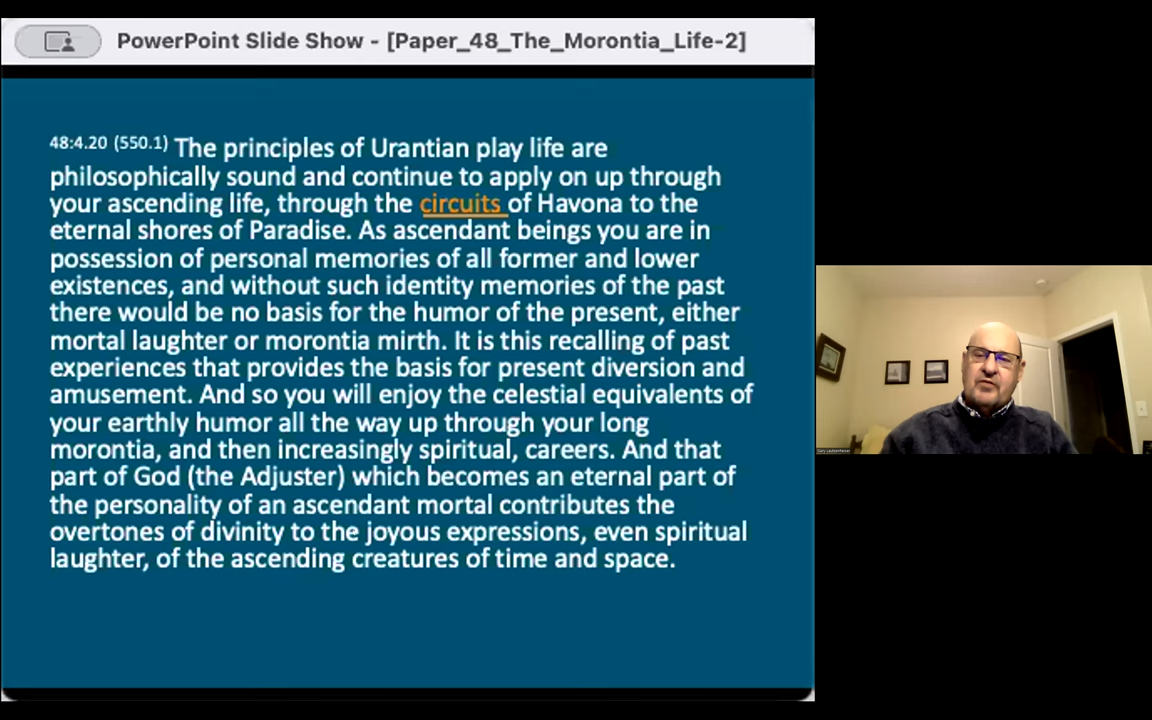 PowerPoint Slide Show - [Paper_48_The_Morontia_Life-2]
48:4.20 (550.1) The principles of Urantian play life are
philosophically sound and continue to apply on up through
your ascending life, through the circuits of Havona to the
eternal shores of Paradise. As ascendant beings you are in
possession of personal memories of all former and lower
existences, and without such identity memories of the past
there would be no basis for the humor of the present, either
mortal laughter or morontia mirth. It is this recalling of past
experiences that provides the basis for present diversion and
amusement. And so you will enjoy the celestial equivalents of
your earthly humor all the way up through your long
morontia, and then increasingly spiritual, careers. And that
part of God (the Adjuster) which becomes an eternal part of
the personality of an ascendant mortal contributes the
overtones of divinity to the joyous expressions, even spiritual
laughter, of the ascending creatures of time and space.